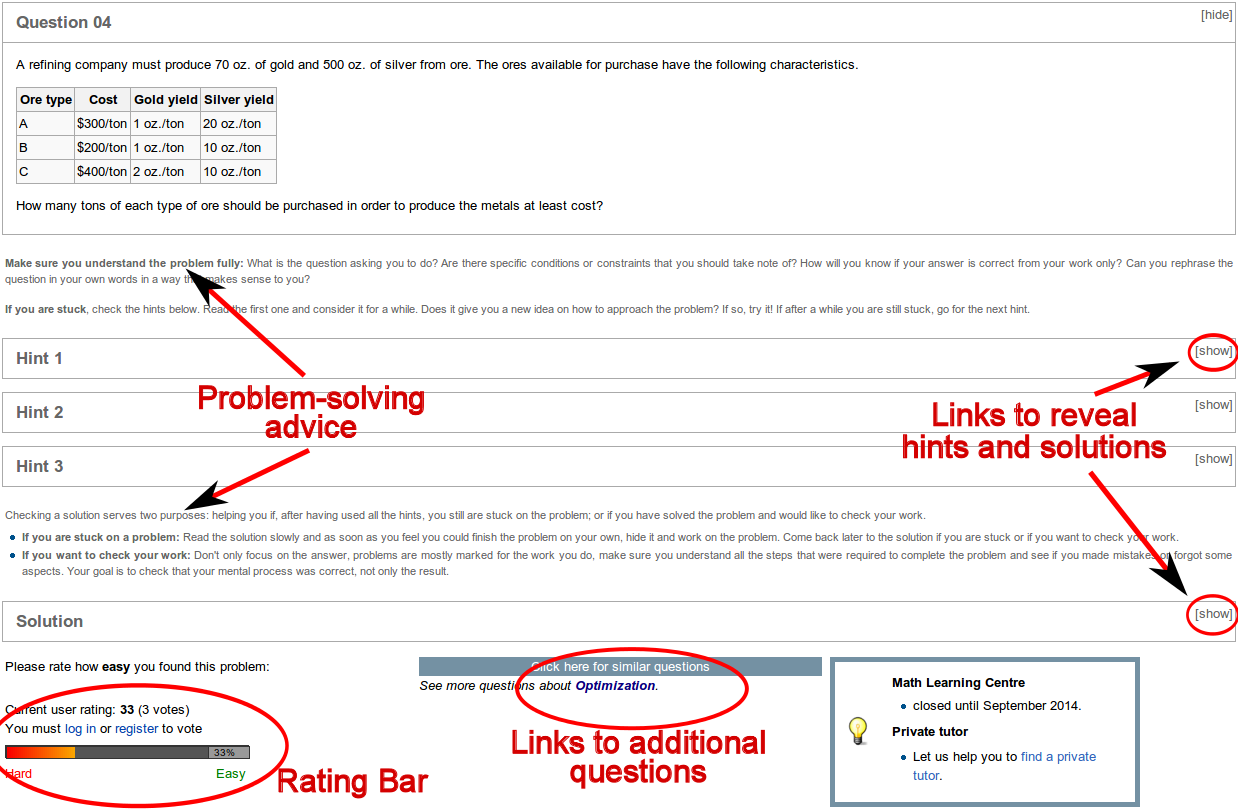 Question 04
[hide]
A refining company must produce 70 oz. of gold and 500 oz. of silver from ore. The ores available for purchase have the following characteristics.
Ore type Cost Gold yield Silver yield
A $300/ton 1 oz./ton 20 oz./ton
B $200/ton 1 oz./ton 10 oz./ton
C $400/ton 2 oz./ton 10 oz./ton
How many tons of each type of ore should be purchased in order to produce the metals at least cost?
Make sure you understand the problem fully: What is the question asking you to do? Are there specific conditions or constraints that you should take note of? How will you know if your answer is correct from your work only? Can you rephrase the
question in your own words in a way that makes sense to you?
If you are stuck, check the hints below. Read the first one and consider it for a while. Does it give you a new idea on how to approach the problem? If so, try it! If after a while you are still stuck, go for the next hint.
Hint 1
[show]
Problem-solving
advice
Hint 2
[show]
Links to reveal
hints and solutions
Hint 3
[show]
Checking a solution serves two purposes: helping you if, after having used all the hints, you still are stuck on the problem; or if you have solved the problem and would like to check your work.
If you are stuck on a problem: Read the solution slowly and as soon as you feel you could finish the problem on your own, hide it and work on the problem. Come back later to the solution if you are stuck or if you want to check your work.
If you want to check your work: Don't only focus on the answer, problems are mostly marked for the work you do, make sure you understand all the steps that were required to complete the problem and see if you made mistakes or forgot some
aspects. Your goal is to check that your mental process was correct, not only the result.
Solution
[show]
Please rate how easy you found this problem:
Current user rating: 33 (3 votes)
You must log in or register to vote
33%
Hard Easy
Rating Bar
Click here for similar questions
See more questions about Optimization.
Links to additional
questions
Math Learning Centre
closed until September 2014.
Private tutor
Let us help you to find a private
tutor.